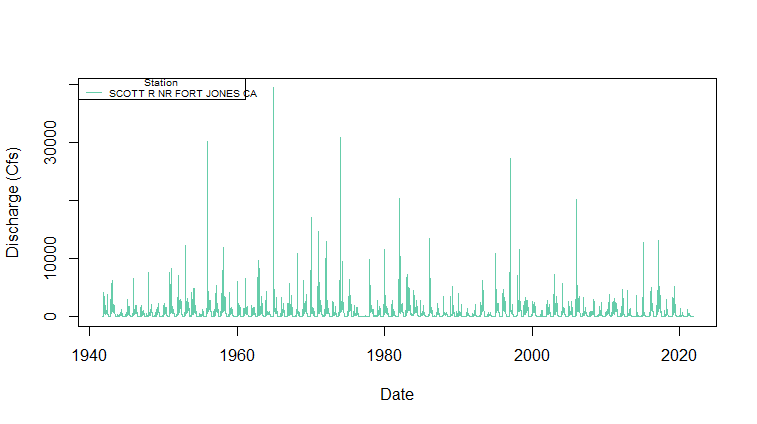 Station
SCOTT R NR FORT JONES CA
Discharge (Cfs)
30000
10000
0
1940 1960 1980 2000 2020
Date